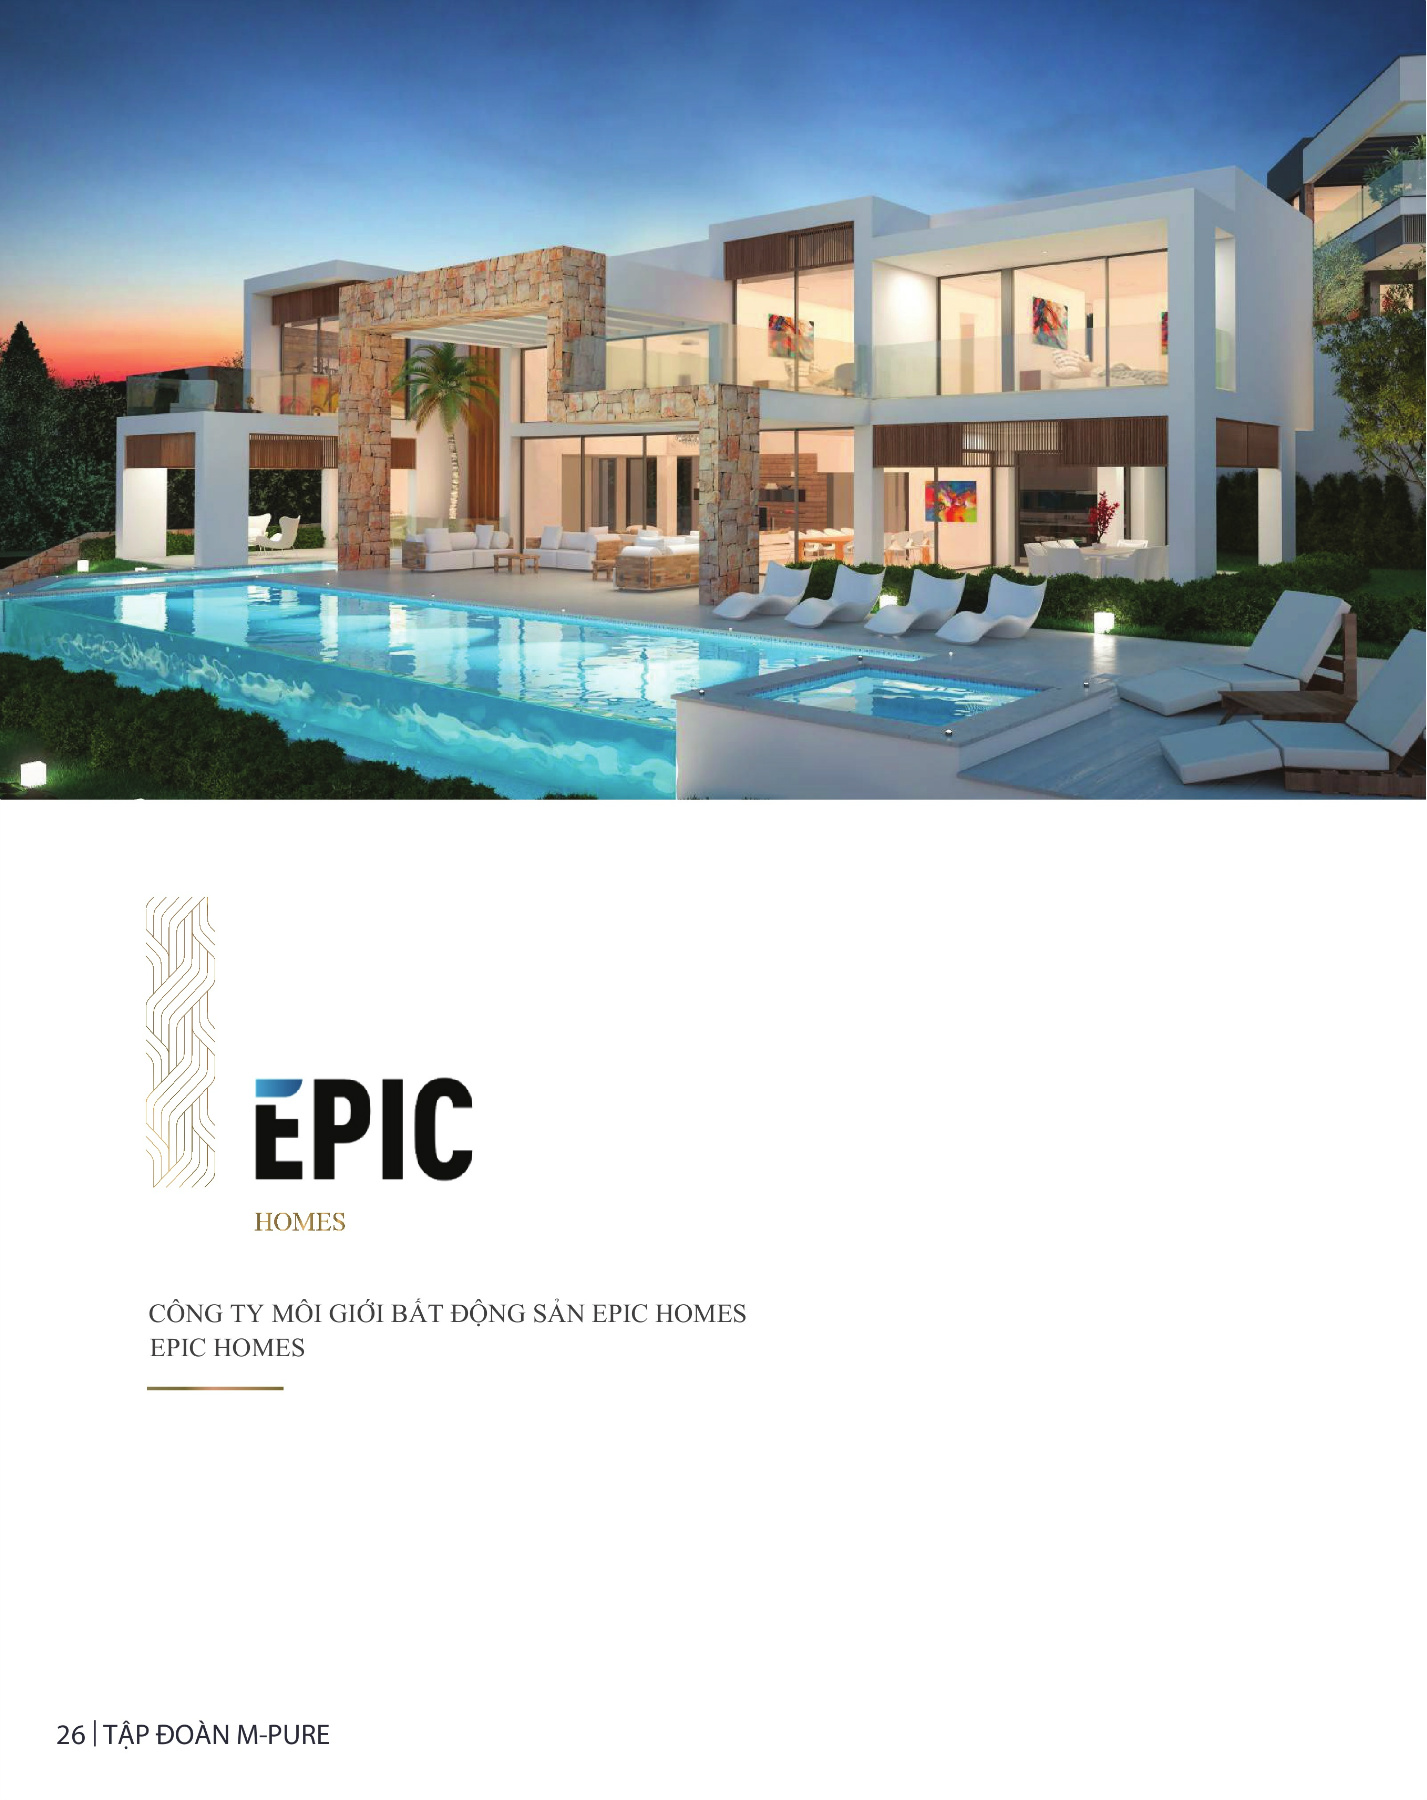 EPIC
HOMES
CÔNG TY MÔI GIỚI BẤT ĐỘNG SẢN EPIC HOMES
EPIC HOMES
26 | TẬP ĐOÀN M-PURE